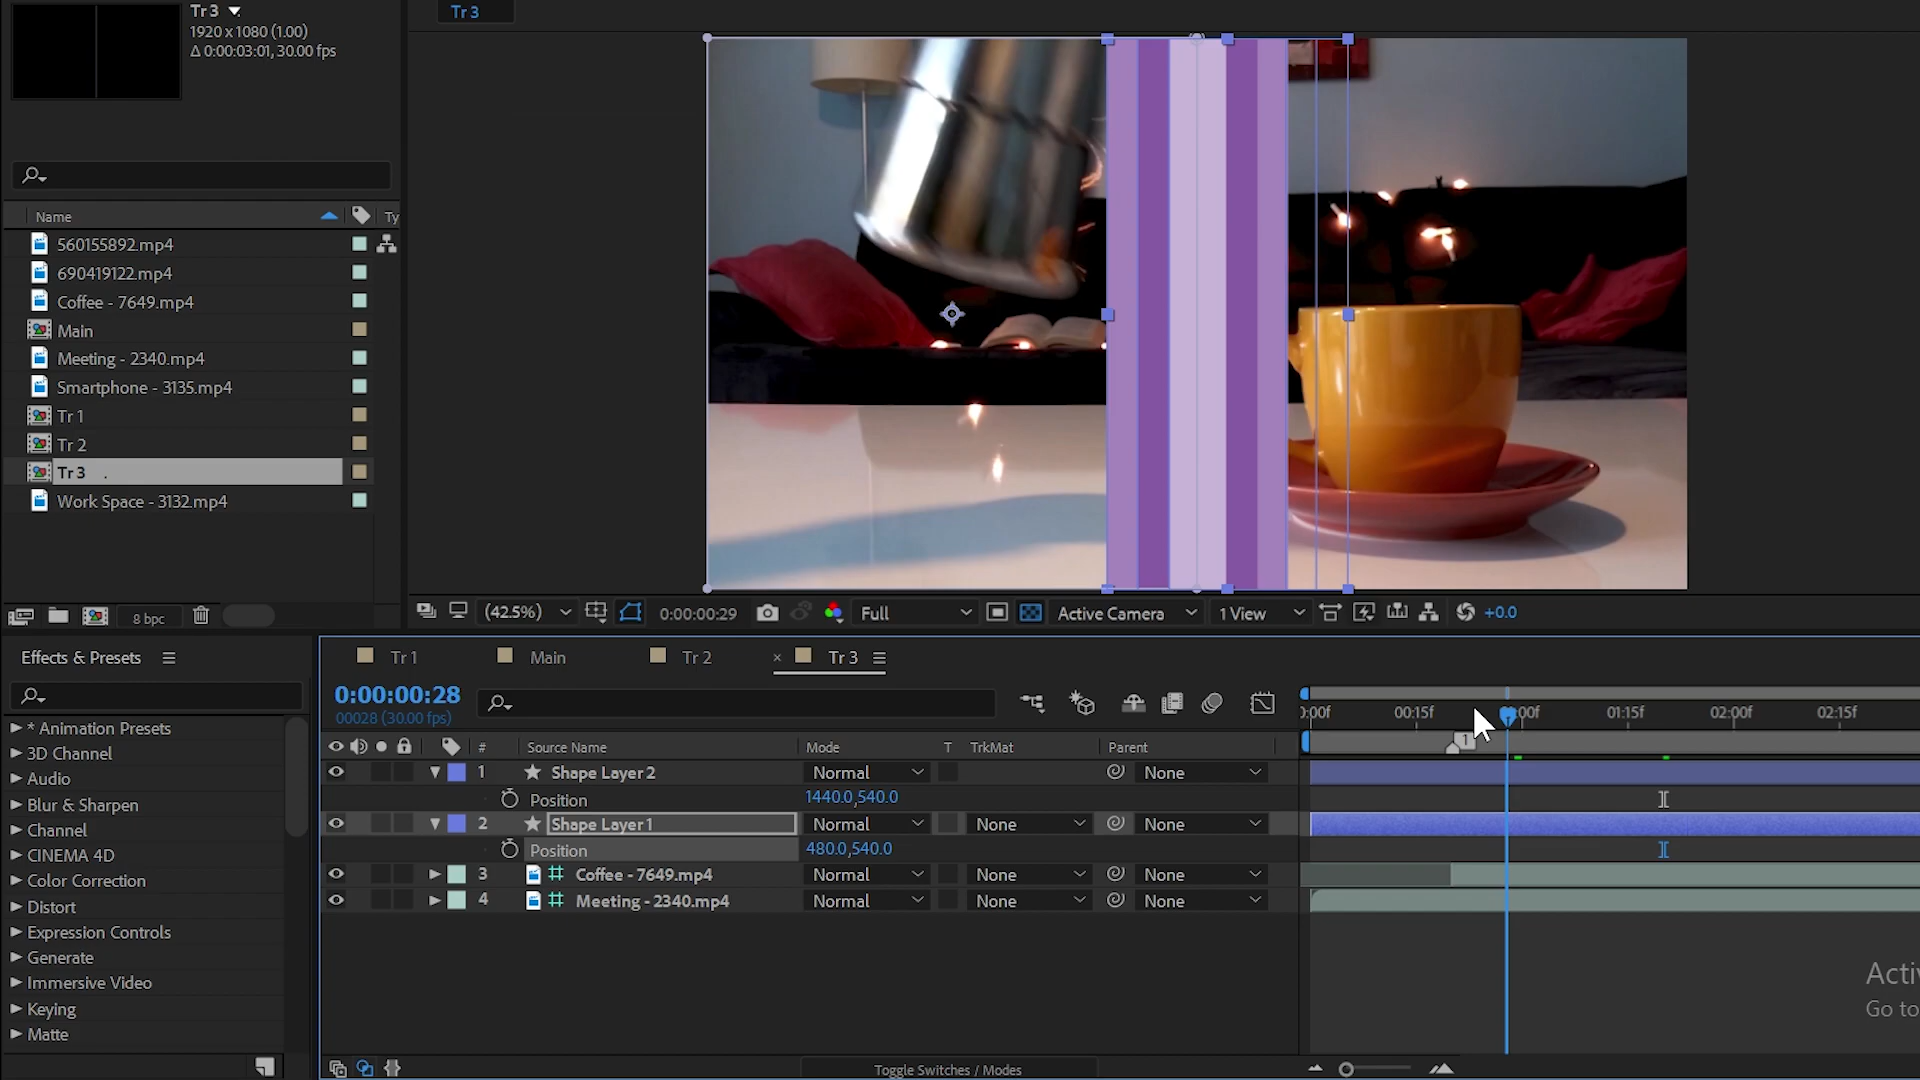 Tr 3
1920 x 1080 (1.00)
Δ 0:00:03:01, 30.00 fps
Tr 3
Name
Ty
560155892.mp4
690419122.mp4
Coffee - 7649.mp4
Main
Meeting - 2340.mp4
Smartphone - 3135.mp4
Tr 1
Tr 2
Tr 3
Work Space - 3132.mp4
8 bpc
(42.5%)
0:00:00:29
Full
Active Camera
1 View
+0.0
Effects & Presets
* Animation Presets
3D Channel
Audio
Blur & Sharpen
Channel
CINEMA 4D
Color Correction
Distort
Expression Controls
Generate
Immersive Video
Keying
Matte
Tr 1
Main
Tr 2
× Tr 3
0:00:00:28
00028 (30.00 fps)
):00f 00:15f 00f 01:15f 02:00f 02:15f
1
# Source Name Mode T TrkMat Parent
1 Shape Layer 2 Normal None
Position 1440.0,540.0
2 Shape Layer 1 Normal None None
Position 480.0,540.0
3 Coffee - 7649.mp4 Normal None None
4 Meeting - 2340.mp4 Normal None None
Acti
Go to
Toggle Switches / Modes